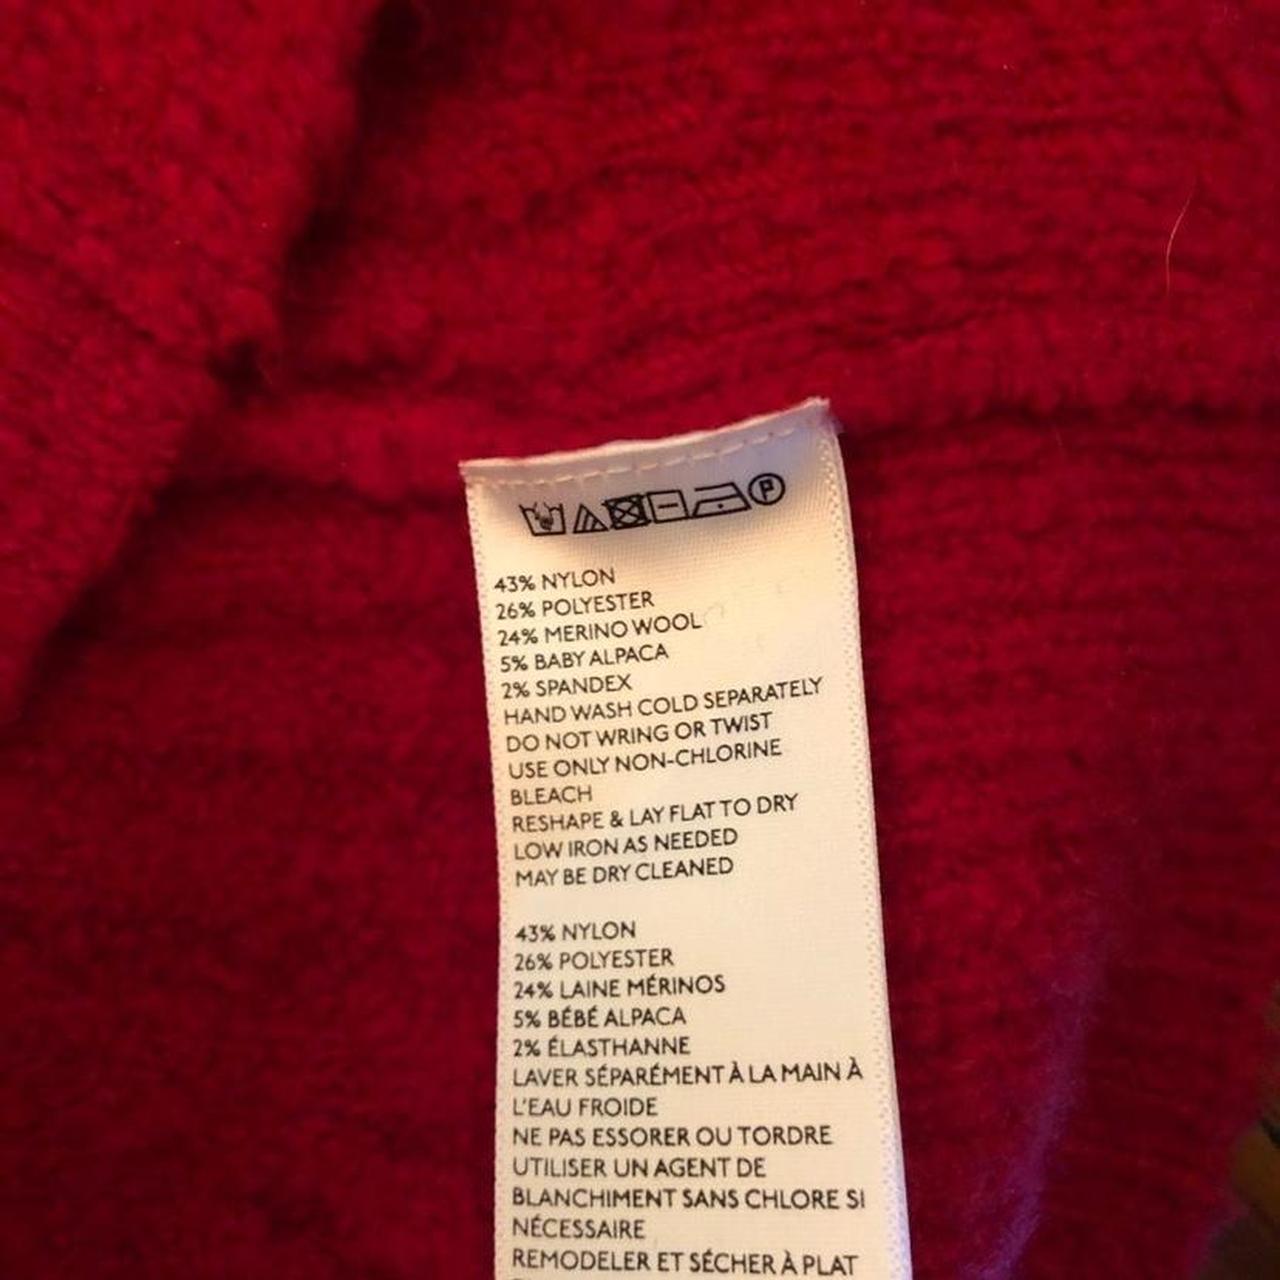 P
43% NYLON
26% POLYESTER
24% MERINO WOOL
5% BABY ALPACA
2% SPANDEX
HAND WASH COLD SEPARATELY
DO NOT WRING OR TWIST
USE ONLY NON-CHLORINE
BLEACH
RESHAPE & LAY FLAT TO DRY
LOW IRON AS NEEDED
MAY BE DRY CLEANED
43% NYLON
26% POLYESTER
24% LAINE MÉRINOS
5% BÉBÉ ALPACA
2% ÉLASTHANNE
LAVER SÉPARÉMENT À LA MAIN À
L'EAU FROIDE
NE PAS ESSORER OU TORDRE
UTILISER UN AGENT DE
BLANCHIMENT SANS CHLORE SI
NÉCESSAIRE
REMODELER ET SÉCHER À PLAT